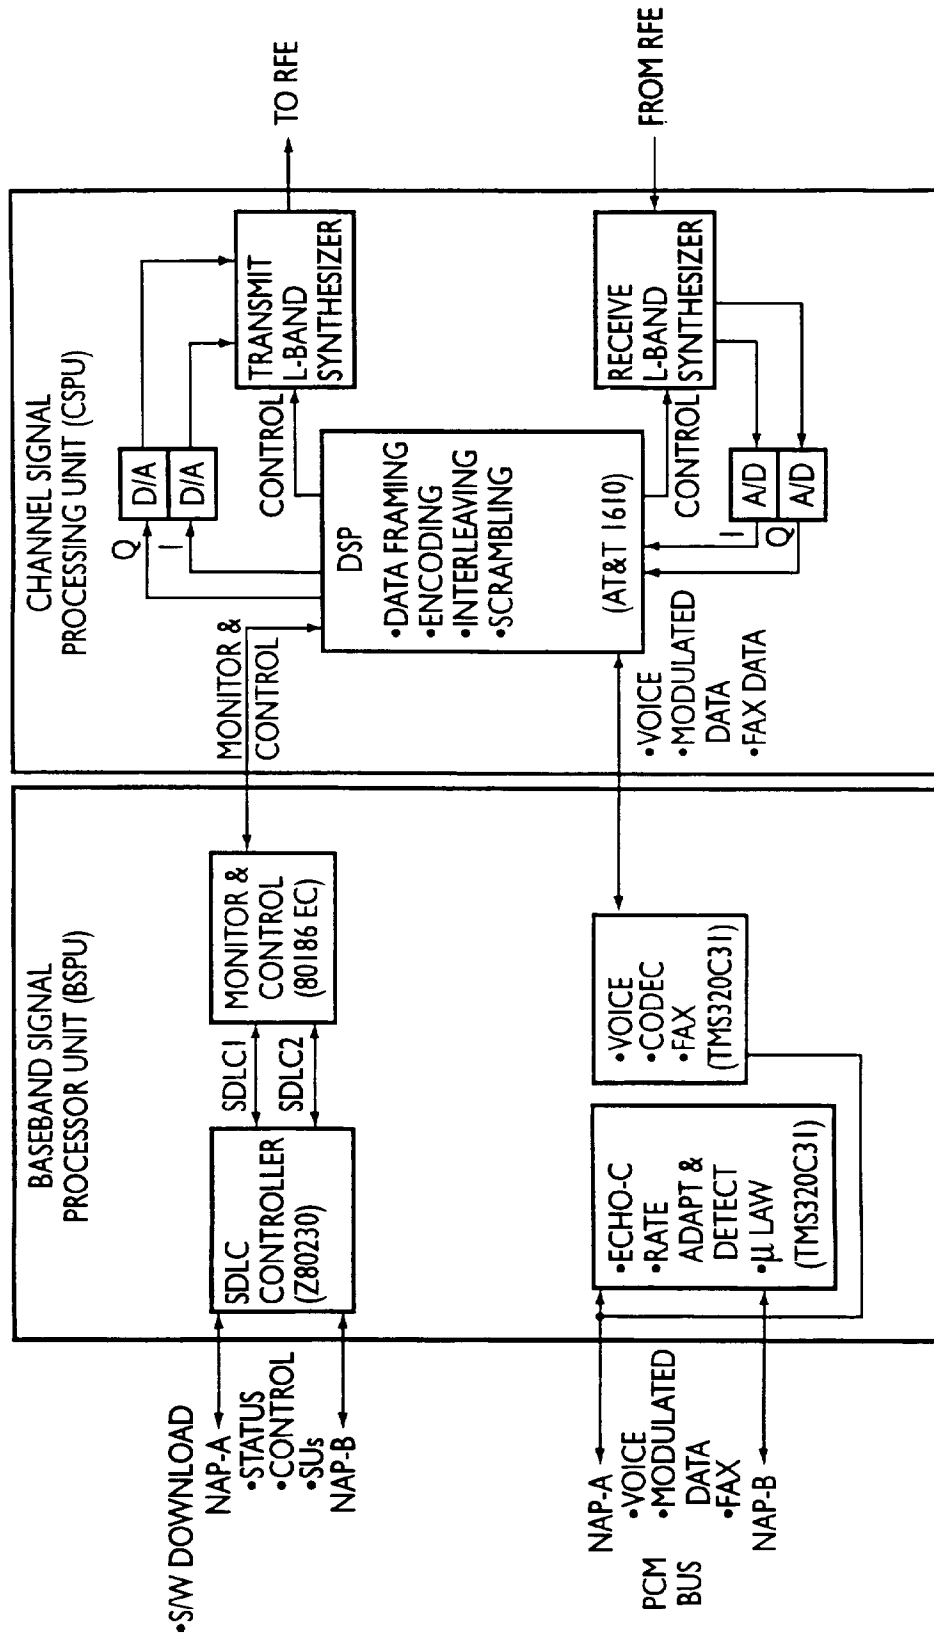 BASEBAND SIGNAL
PROCESSOR UNIT (BSPU)
•S/W DOWNLOAD
NAP-A
•STATUS
•CONTROL
•SUs
NAP-B
SDLC
CONTROLLER
(Z80230)
SDLC1
SDLC2
MONITOR &
CONTROL
(80186 EC)
NAP-A
•VOICE
•MODULATED
DATA
•FAX
NAP-B
PCM
BUS
•ECHO-C
•RATE
ADAPT &
DETECT
•μ LAW
(TMS320C31)
•VOICE
•CODEC
•FAX
(TMS320C31)
CHANNEL SIGNAL
PROCESSING UNIT (CSPU)
MONITOR &
CONTROL
Q
I
D/A
D/A
CONTROL
TRANSMIT
L-BAND
SYNTHESIZER
TO RFE
DSP
•DATA FRAMING
•ENCODING
•INTERLEAVING
•SCRAMBLING
(AT&T 1610)
•VOICE
•MODULATED
DATA
•FAX DATA
CONTROL
I
Q
A/D
A/D
RECEIVE
L-BAND
SYNTHESIZER
FROM RFE